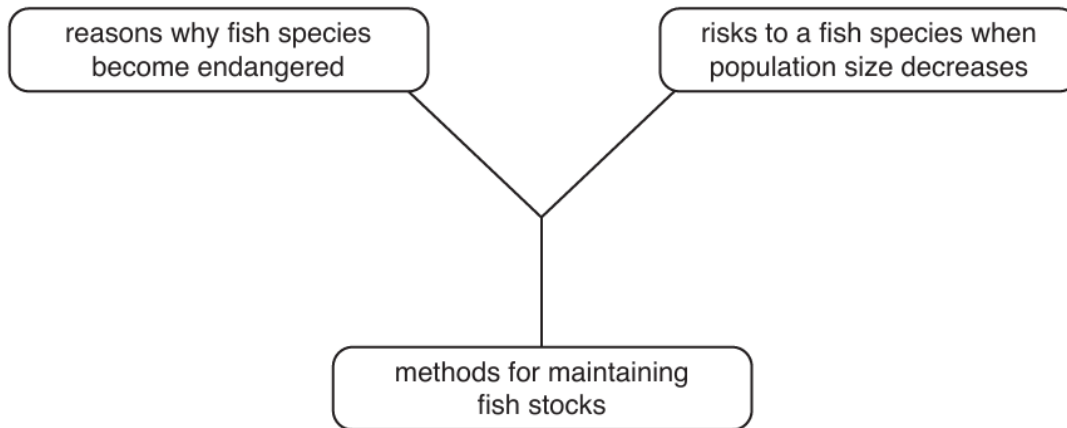 reasons why fish species
become endangered
risks to a fish species when
population size decreases
methods for maintaining
fish stocks